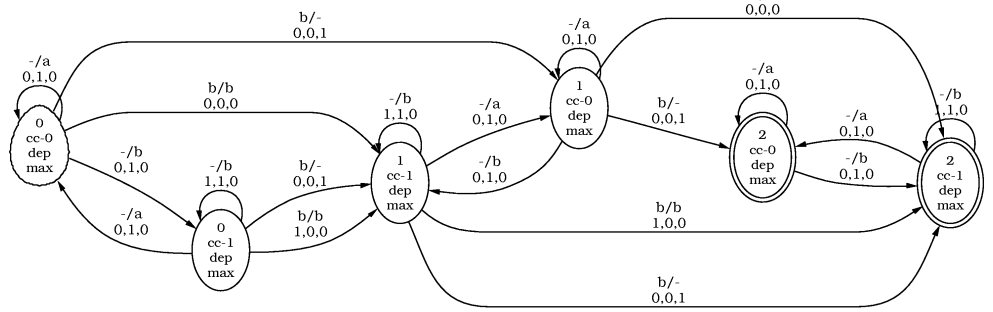 0,0,0
b/-
0,0,1
-/a
0,1,0
-/a
0,1,0
-/a
0,1,0
b/b
0,0,0
-/b
1,1,0
-/a
0,1,0
b/-
0,0,1
-/b
1,1,0
1
cc-0
dep
max
0
cc-0
dep
max
2
cc-0
dep
max
-/a
0,1,0
-/b
0,1,0
-/b
0,1,0
-/b
0,1,0
1
cc-1
dep
max
2
cc-1
dep
max
-/b
1,1,0
b/-
0,0,1
-/a
0,1,0
b/b
1,0,0
0
cc-1
dep
max
b/b
1,0,0
b/-
0,0,1